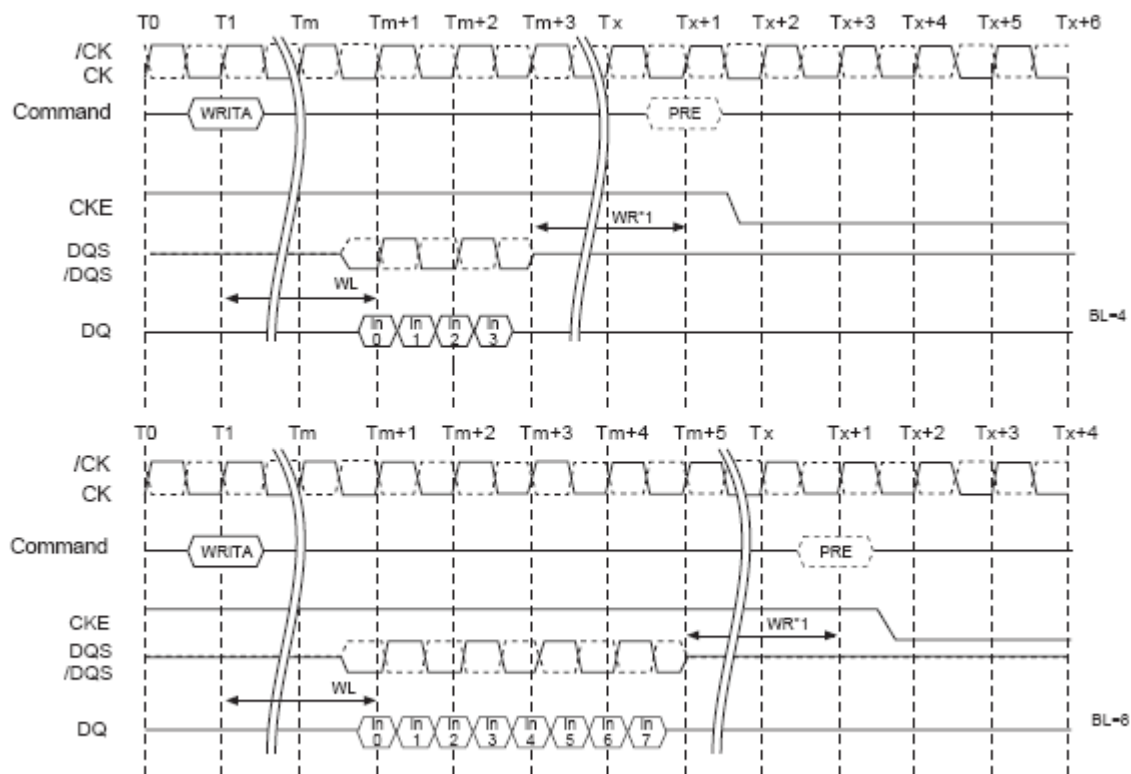 T0 T1 Tm Tm+1 Tm+2 Tm+3 Tx Tx+1 Tx+2 Tx+3 Tx+4 Tx+5 Tx+6
/CK
CK
Command WRITA PRE
CKE
WR*1
DQS
/DQS
WL
DQ In 0 In 1 In 2 In 3 BL=4
T0 T1 Tm Tm+1 Tm+2 Tm+3 Tm+4 Tm+5 Tx Tx+1 Tx+2 Tx+3 Tx+4
/CK
CK
Command WRITA PRE
CKE
WR*1
DQS
/DQS
WL
DQ In 0 In 1 In 2 In 3 In 4 In 5 In 6 In 7 BL=8